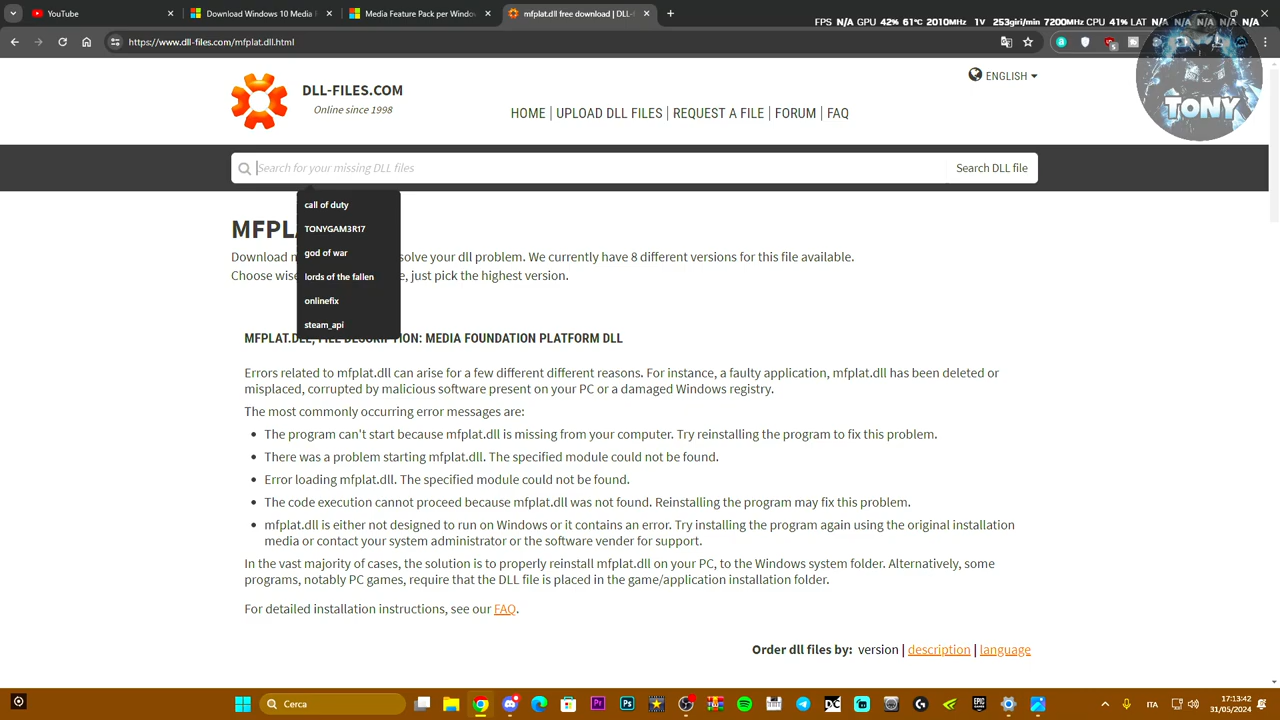 YouTube
Download Windows 10 Media
Media Feature Pack per Window
mfplat.dll free download | DLL-f
FPS N/A GPU 42% 61°C 2010MHz 1V 253giri/min 7200MHz CPU 41% LAT N/A N/A N/A N/A N/A
https://www.dll-files.com/mfplat.dll.html
DLL-FILES.COM
Online since 1998
ENGLISH
HOME | UPLOAD DLL FILES | REQUEST A FILE | FORUM | FAQ
TONY
Search for your missing DLL files
Search DLL file
call of duty
TONYGAM3R17
god of war
lords of the fallen
onlinefix
steam_api
MFPL
Download m solve your dll problem. We currently have 8 different versions for this file available.
Choose wise , just pick the highest version.
MFPLAT.DLL, FILE DESCRIPTION: MEDIA FOUNDATION PLATFORM DLL
Errors related to mfplat.dll can arise for a few different different reasons. For instance, a faulty application, mfplat.dll has been deleted or
misplaced, corrupted by malicious software present on your PC or a damaged Windows registry.
The most commonly occurring error messages are:
• The program can't start because mfplat.dll is missing from your computer. Try reinstalling the program to fix this problem.
• There was a problem starting mfplat.dll. The specified module could not be found.
• Error loading mfplat.dll. The specified module could not be found.
• The code execution cannot proceed because mfplat.dll was not found. Reinstalling the program may fix this problem.
• mfplat.dll is either not designed to run on Windows or it contains an error. Try installing the program again using the original installation
media or contact your system administrator or the software vender for support.
In the vast majority of cases, the solution is to properly reinstall mfplat.dll on your PC, to the Windows system folder. Alternatively, some
programs, notably PC games, require that the DLL file is placed in the game/application installation folder.
For detailed installation instructions, see our FAQ.
Order dll files by: version | description | language
Cerca
ITA
17:13:42
31/05/2024